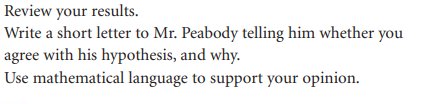 Review your results.
Write a short letter to Mr. Peabody telling him whether you
agree with his hypothesis, and why.
Use mathematical language to support your opinion.